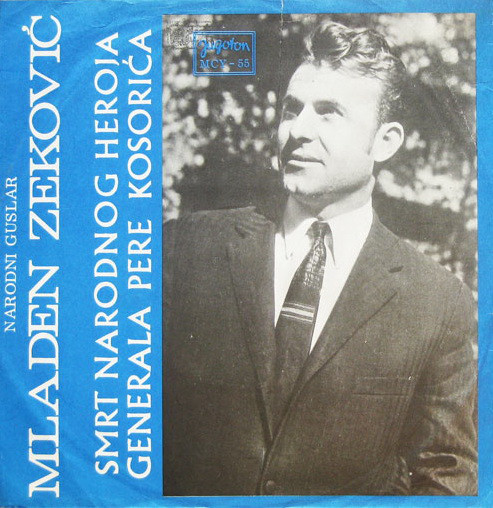 NARODNI GUSLAR
MLADEN ZEKOVIĆ
SMRT NARODNOG HEROJA
GENERALA PERE KOSORIĆA
jugoton
MCY - 55